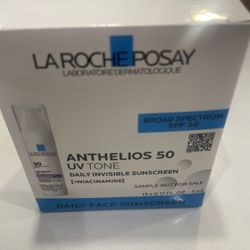 LA ROCHE POSAY
LABORATOIRE DERMATOLOGIQUE
BROAD SPECTRUM
SPF 50
50
ANTHELIOS 50
UV TONE
DAILY INVISIBLE SUNSCREEN
[+NIACINAMIDE]
SAMPLE-NOT FOR SALE
DAILY FACE SUNSCREEN